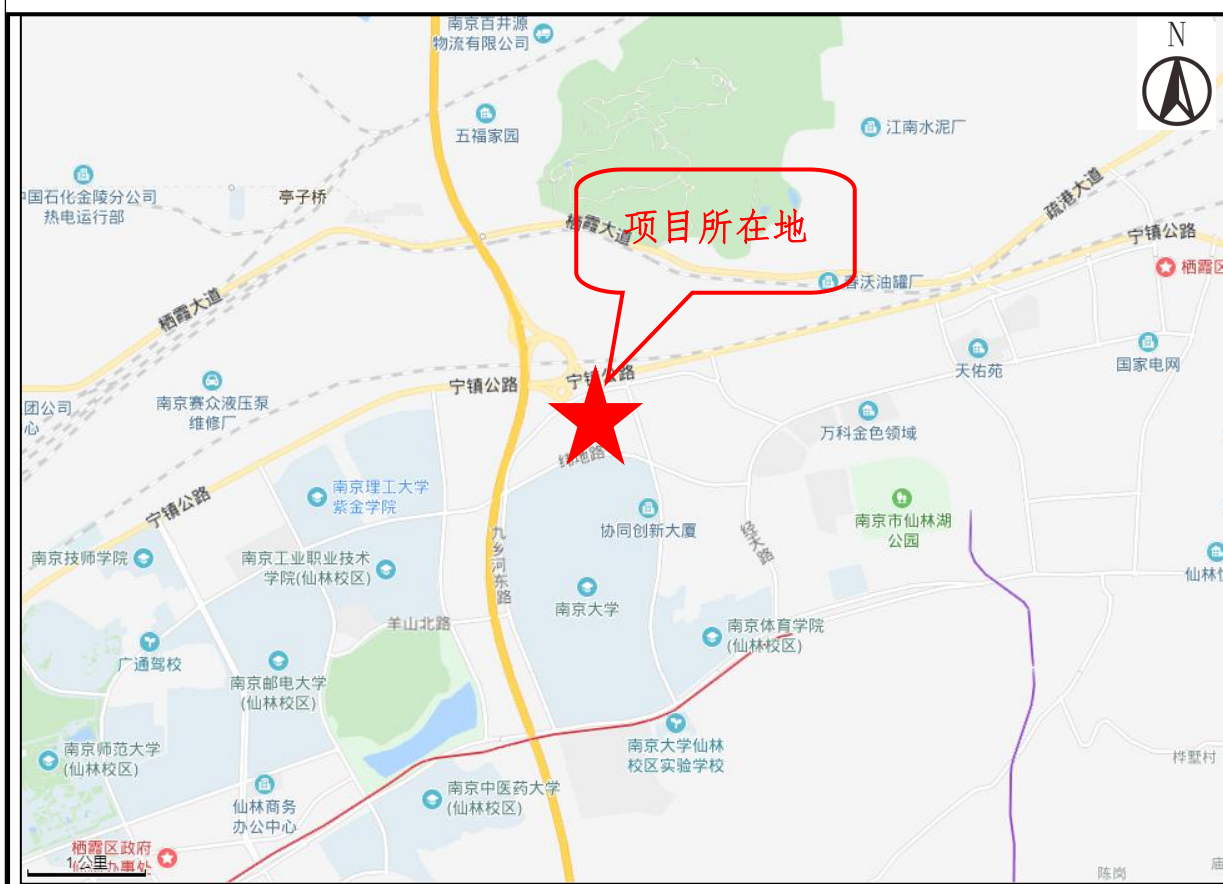 南京百井源
物流有限公司
N
五福家园
江南水泥厂
国石化金陵分公司
热电运行部
亭子桥
疏港大道
栖霞大道
项目所在地
宁镇公路
栖霞区
春沃油罐厂
栖霞大道
天佑苑
国家电网
宁镇公路
宁镇公路
团公司
心
南京赛众液压泵
维修厂
万科金色领域
纬地路
南京理工大学
紫金学院
宁镇公路
南京市仙林湖
公园
协同创新大厦
经天路
九乡河东路
南京技师学院
南京工业职业技术
学院(仙林校区)
仙林
南京大学
羊山北路
南京体育学院
(仙林校区)
广通驾校
南京邮电大学
(仙林校区)
南京师范大学
(仙林校区)
南京大学仙林
校区实验学校
桦墅村
仙林商务
办公中心
南京中医药大学
(仙林校区)
栖霞区政府
办事处
1公里
陈岗